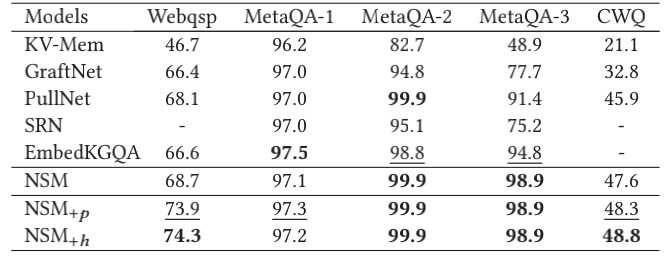 Models Webqsp MetaQA-1 MetaQA-2 MetaQA-3 CWQ
KV-Mem 46.7 96.2 82.7 48.9 21.1
GraftNet 66.4 97.0 94.8 77.7 32.8
PullNet 68.1 97.0 99.9 91.4 45.9
SRN - 97.0 95.1 75.2 -
EmbedKGQA 66.6 97.5 98.8 94.8 -
NSM 68.7 97.1 99.9 98.9 47.6
NSM+p 73.9 97.3 99.9 98.9 48.3
NSM+h 74.3 97.2 99.9 98.9 48.8